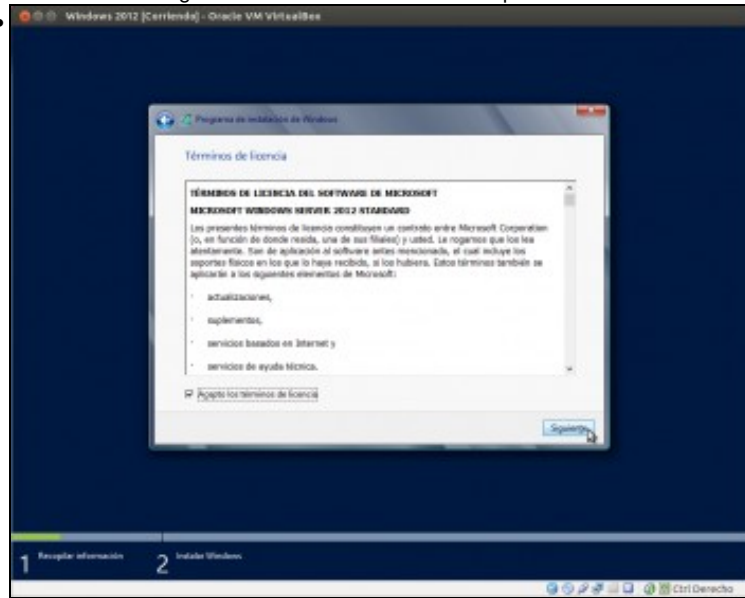 Windows 2012 [Corriendo] - Oracle VM VirtualBox
Programa de instalación de Windows
Términos de licencia
TÉRMINOS DE LICENCIA DEL SOFTWARE DE MICROSOFT
MICROSOFT WINDOWS SERVER 2012 STANDARD
Los presentes términos de licencia constituyen un contrato entre Microsoft Corporation
(o, en función de donde resida, una de sus filiales) y usted. Le rogamos que los lea
atentamente. Son de aplicación al software antes mencionado, el cual incluye los
soportes físicos en los que lo haya recibido, si los hubiera. Estos términos también se
aplicarán a los siguientes elementos de Microsoft:
· actualizaciones,
· suplementos,
· servicios basados en Internet y
· servicios de ayuda técnica.
Acepto los términos de licencia
Siguiente
1 Recopilar información
2 Instalar Windows
Ctrl Derecho